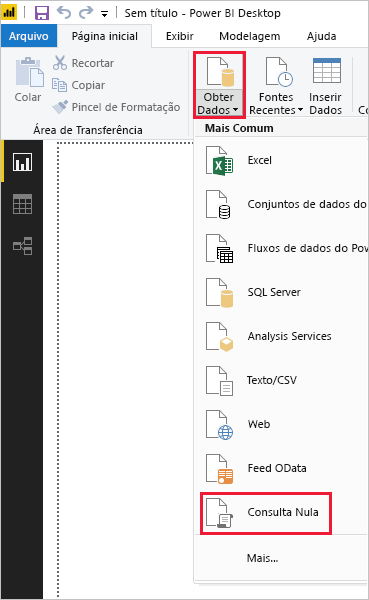 Sem título - Power BI Desktop
Arquivo Página inicial Exibir Modelagem Ajuda
Recortar
Copiar
Pincel de Formatação
Colar
Área de Transferência
Obter
Dados
Fontes
Recentes
Inserir
Dados
Mais Comum
Excel
Conjuntos de dados do
Fluxos de dados do Pow
SQL Server
Analysis Services
Texto/CSV
Web
Feed OData
Consulta Nula
Mais...